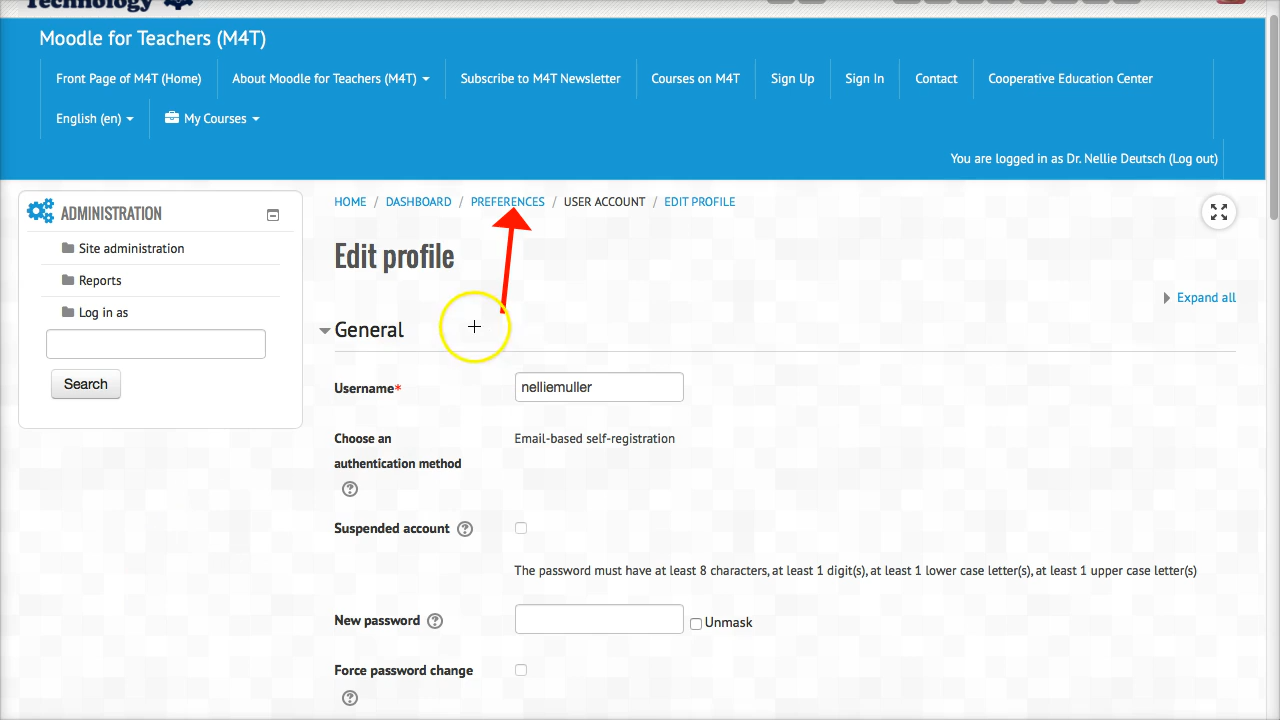 Technology
Moodle for Teachers (M4T)
Front Page of M4T (Home) About Moodle for Teachers (M4T) Subscribe to M4T Newsletter Courses on M4T Sign Up Sign In Contact Cooperative Education Center
English (en) My Courses
You are logged in as Dr. Nellie Deutsch (Log out)
HOME / DASHBOARD / PREFERENCES / USER ACCOUNT / EDIT PROFILE
ADMINISTRATION
Site administration
Reports
Log in as
Search
Edit profile
Expand all
General
Username* nelliemuller
Choose an Email-based self-registration
authentication method
?
Suspended account ?
The password must have at least 8 characters, at least 1 digit(s), at least 1 lower case letter(s), at least 1 upper case letter(s)
New password ? Unmask
Force password change
?